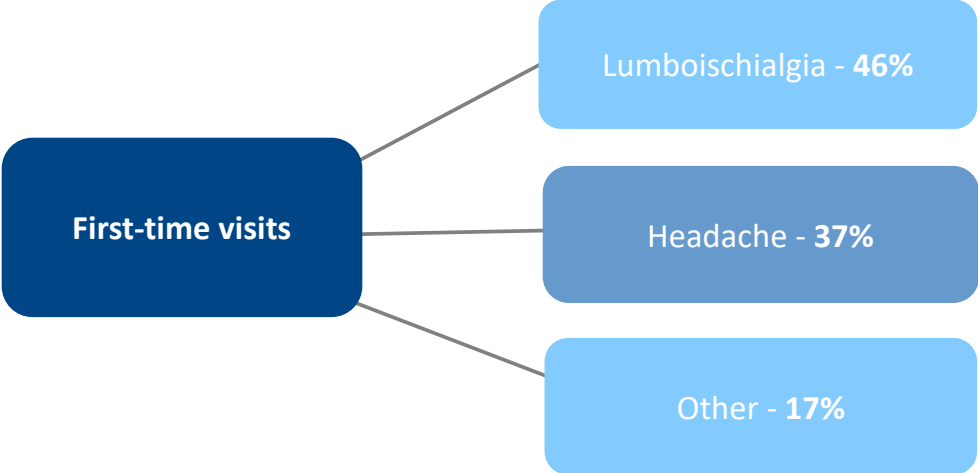 Lumboischialgia - 46%
First-time visits
Headache - 37%
Other - 17%